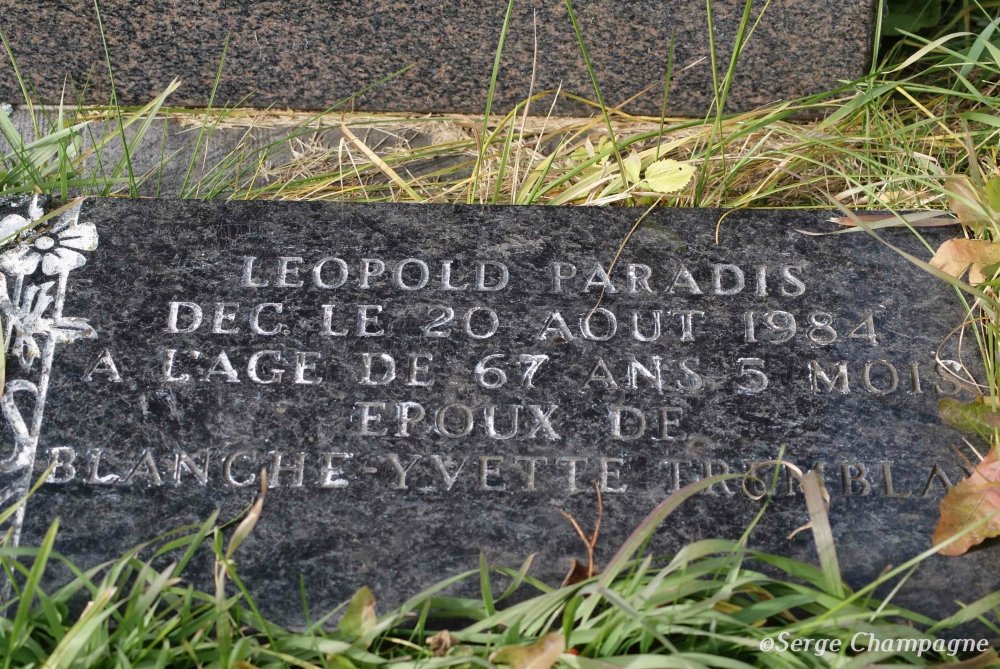 LEOPOLD PARADIS
DEC. LE 20 AOUT 1984
A L'AGE DE 67 ANS 5 MOIS
EPOUX DE
BLANCHE-YVETTE TREMBLAY
©Serge Champagne